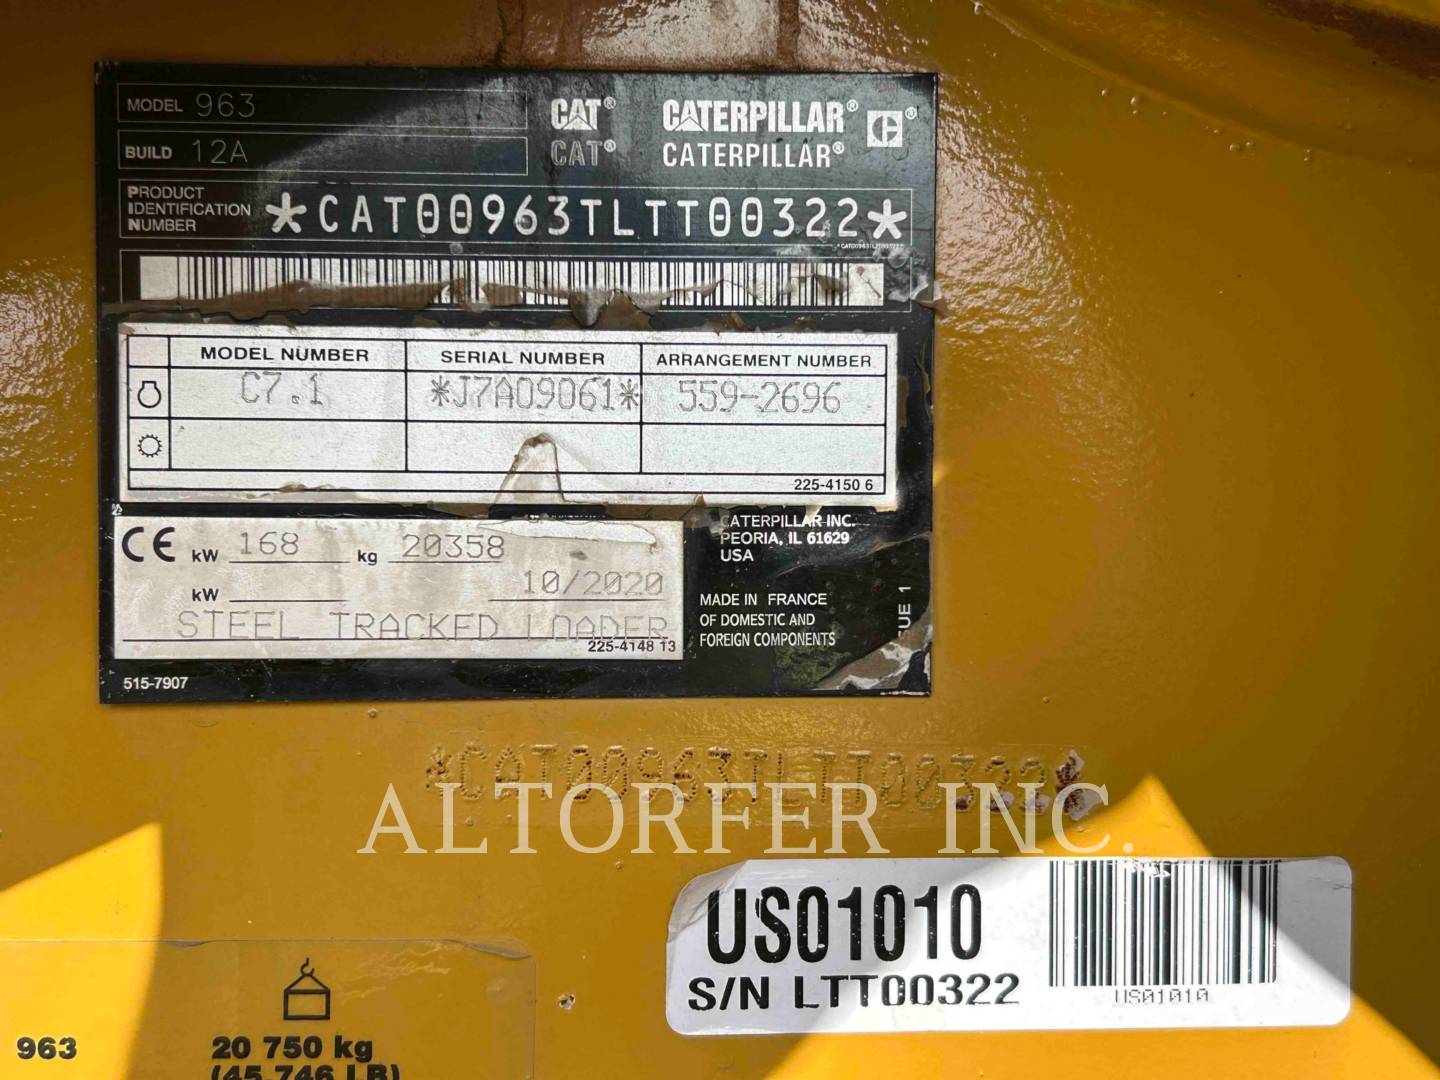 MODEL 963
CAT® CATERPILLAR® ®
BUILD 12A
CAT® CATERPILLAR®
PRODUCT IDENTIFICATION NUMBER *CAT00963TLTT00322*
MODEL NUMBER SERIAL NUMBER ARRANGEMENT NUMBER
C7.1 *J7A09061* 559-2696
225-4150 6
CE kW 168 kg 20358
kW 10/2020
STEEL TRACKED LOADER
225-4148 13
CATERPILLAR INC.
PEORIA, IL 61629
USA
MADE IN FRANCE
OF DOMESTIC AND
FOREIGN COMPONENTS
515-7907
*CAT00963TLTT00322*
ALTORFER INC.
US01010
S/N LTT00322
US01010
963
20 750 kg
(45,746 LB)